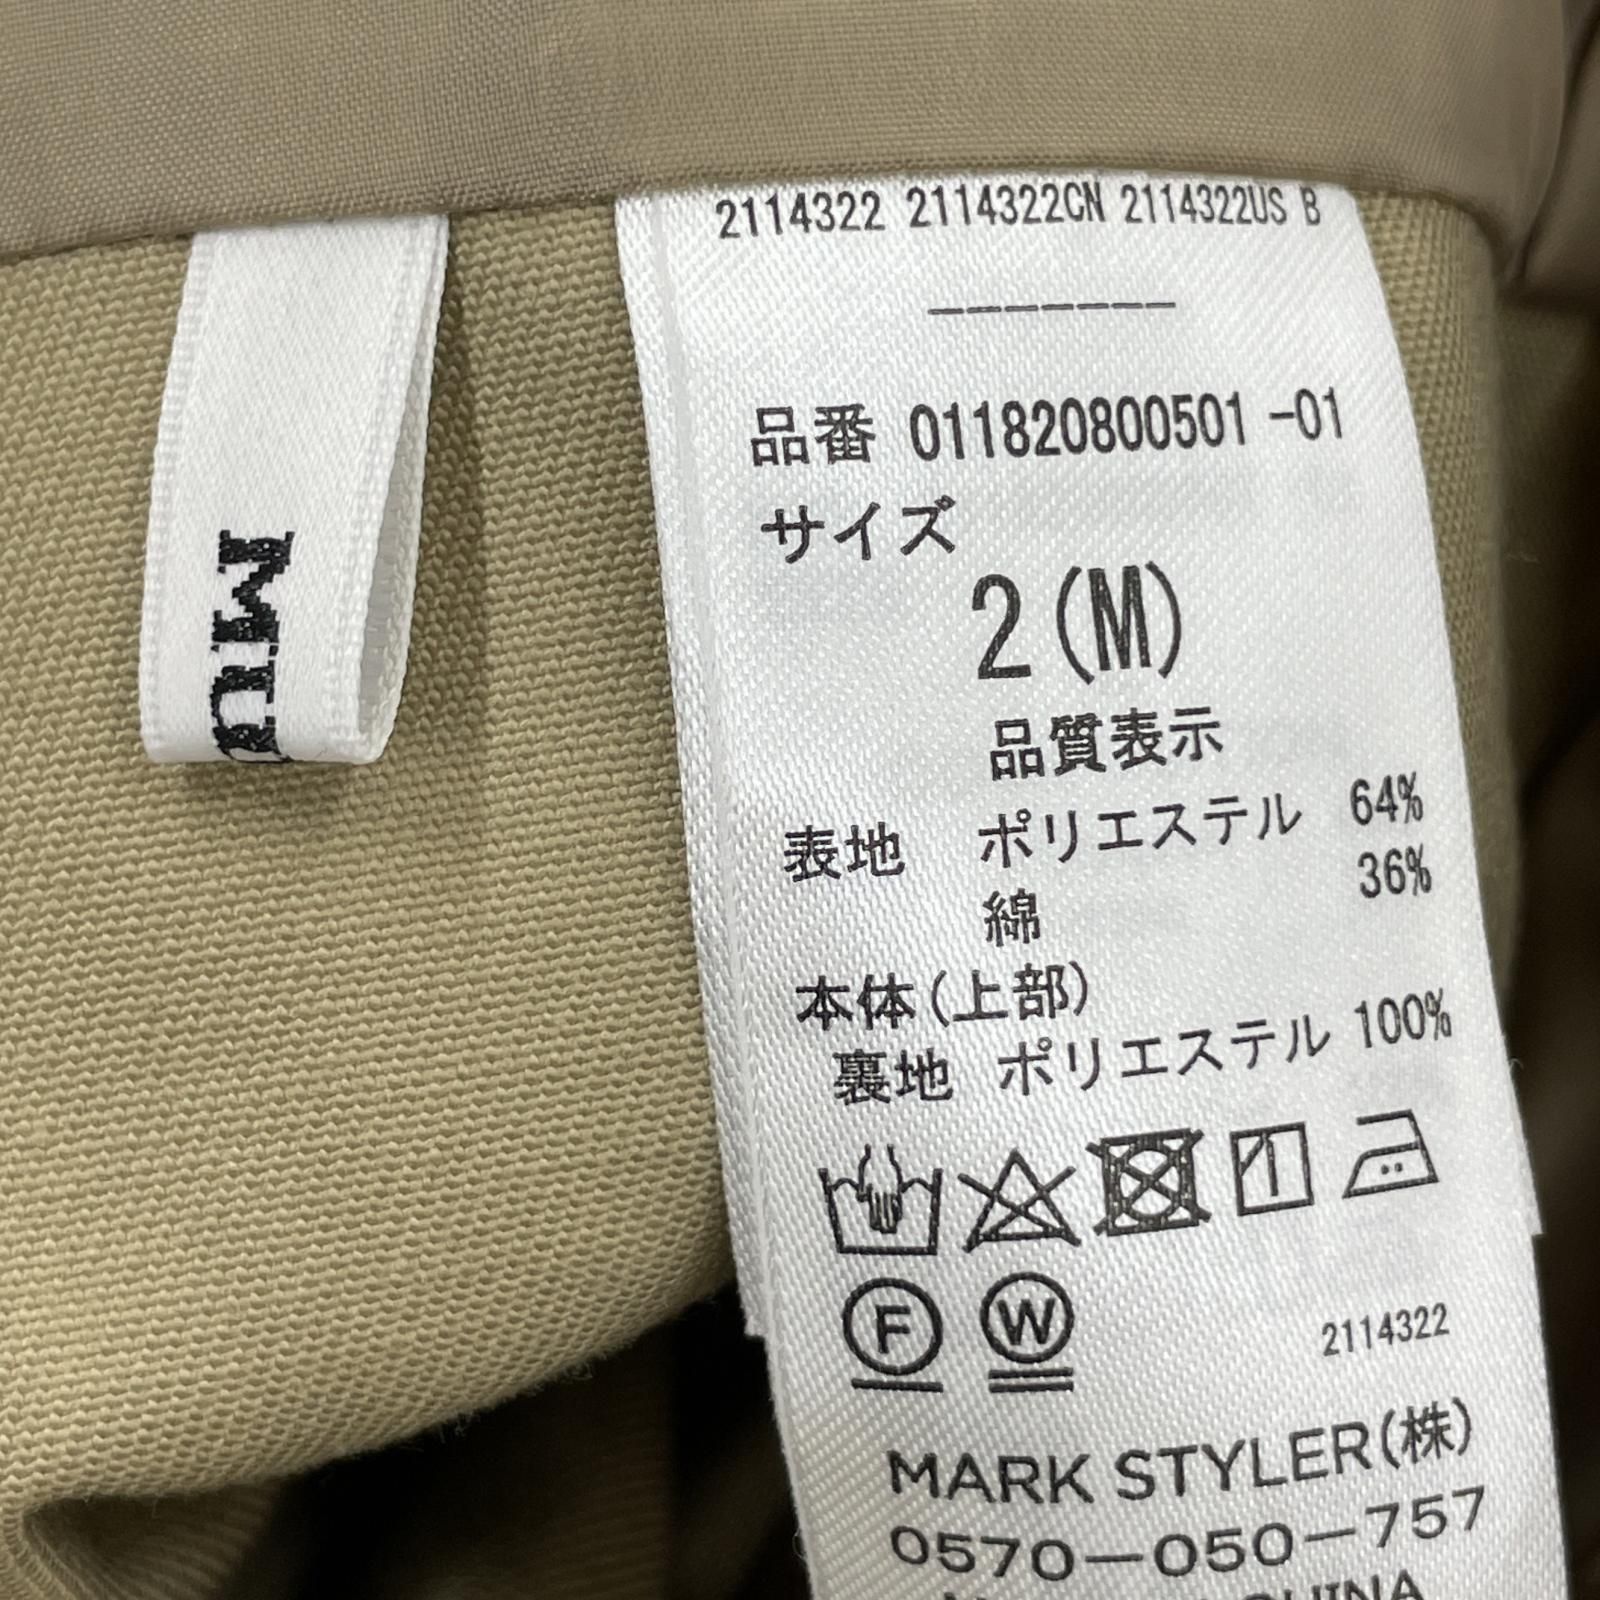 2114322 2114322CN 2114322US B
-------
品番 011820800501 -01
サイズ
2(M)
品質表示
表地 ポリエステル 64%
綿 36%
本体(上部)
裏地 ポリエステル 100%
F W
2114322
MARK STYLER(株)
0570-050-757
CHINA